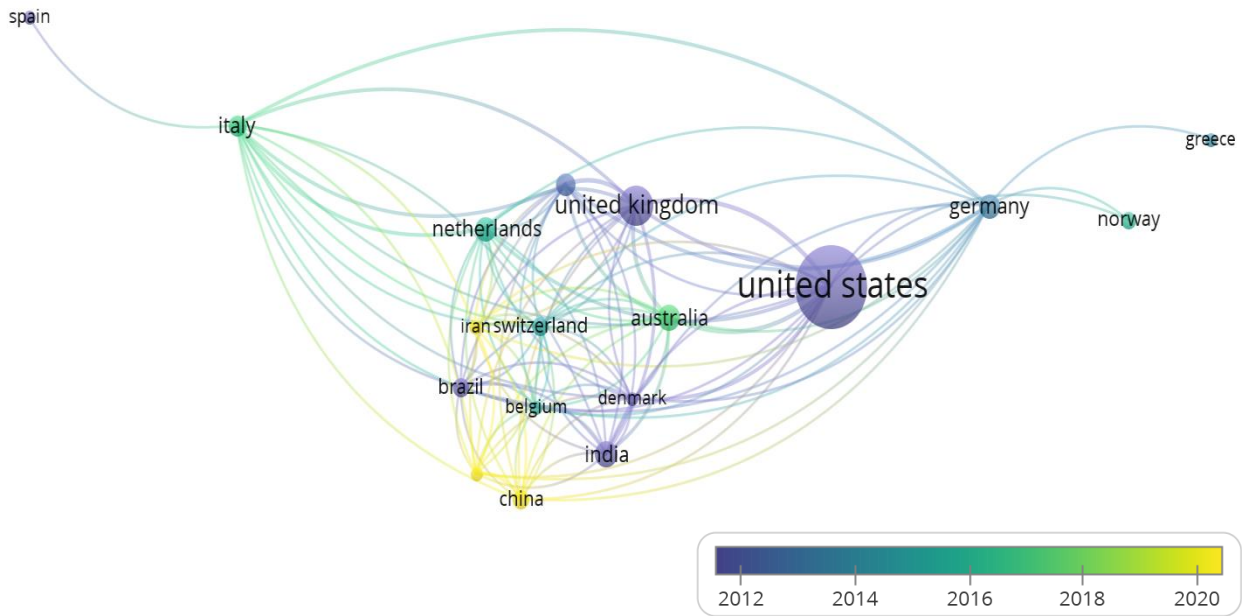 spain
italy
greece
united kingdom
germany
netherlands
norway
united states
iran
switzerland
australia
brazil
belgium
denmark
india
china
2012
2014
2016
2018
2020